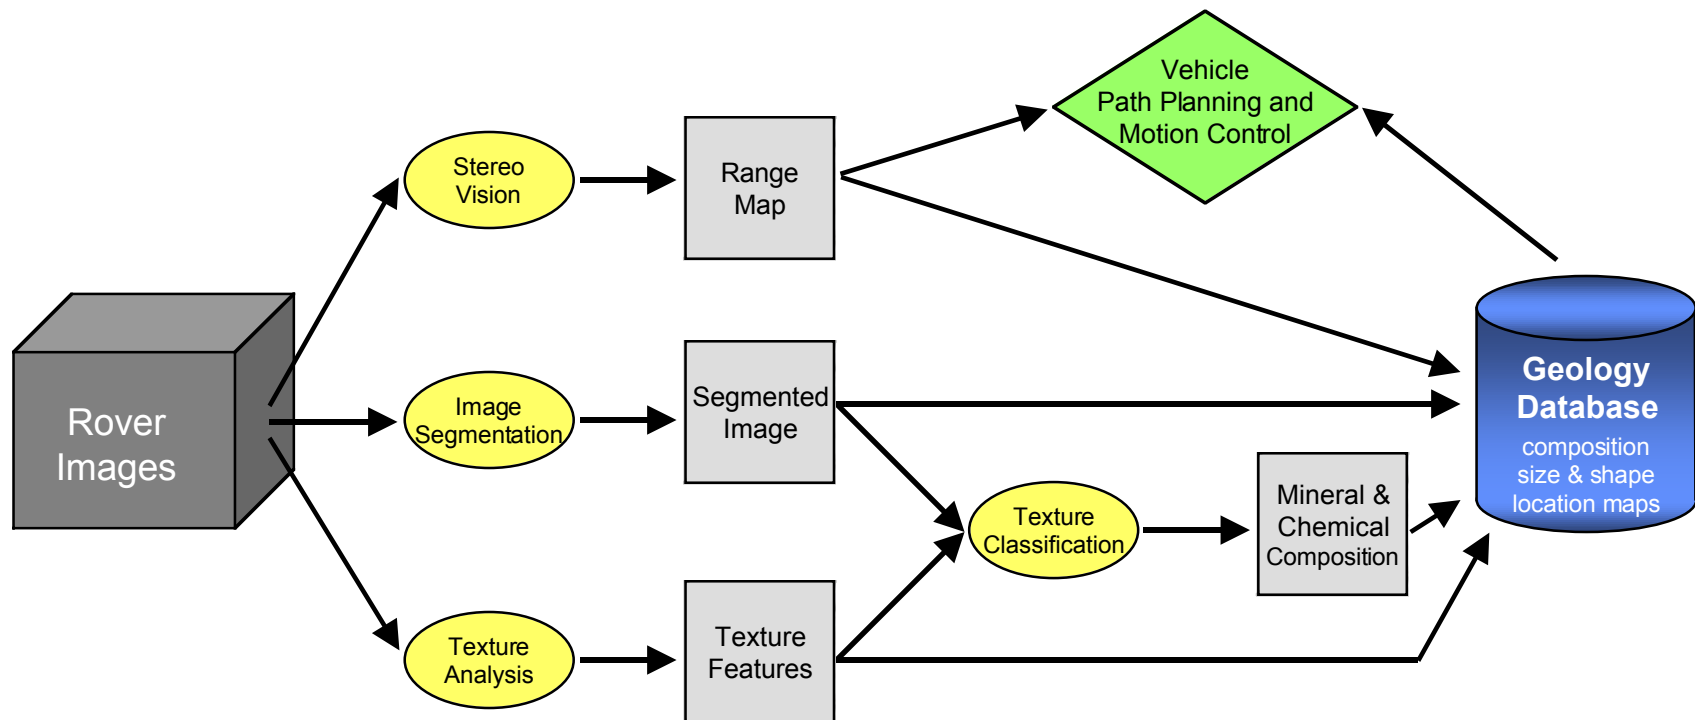 Rover
Images
Stereo
Vision
Range
Map
Vehicle
Path Planning and
Motion Control
Image
Segmentation
Segmented
Image
Texture
Analysis
Texture
Features
Texture
Classification
Mineral &
Chemical
Composition
Geology
Database
composition
size & shape
location maps